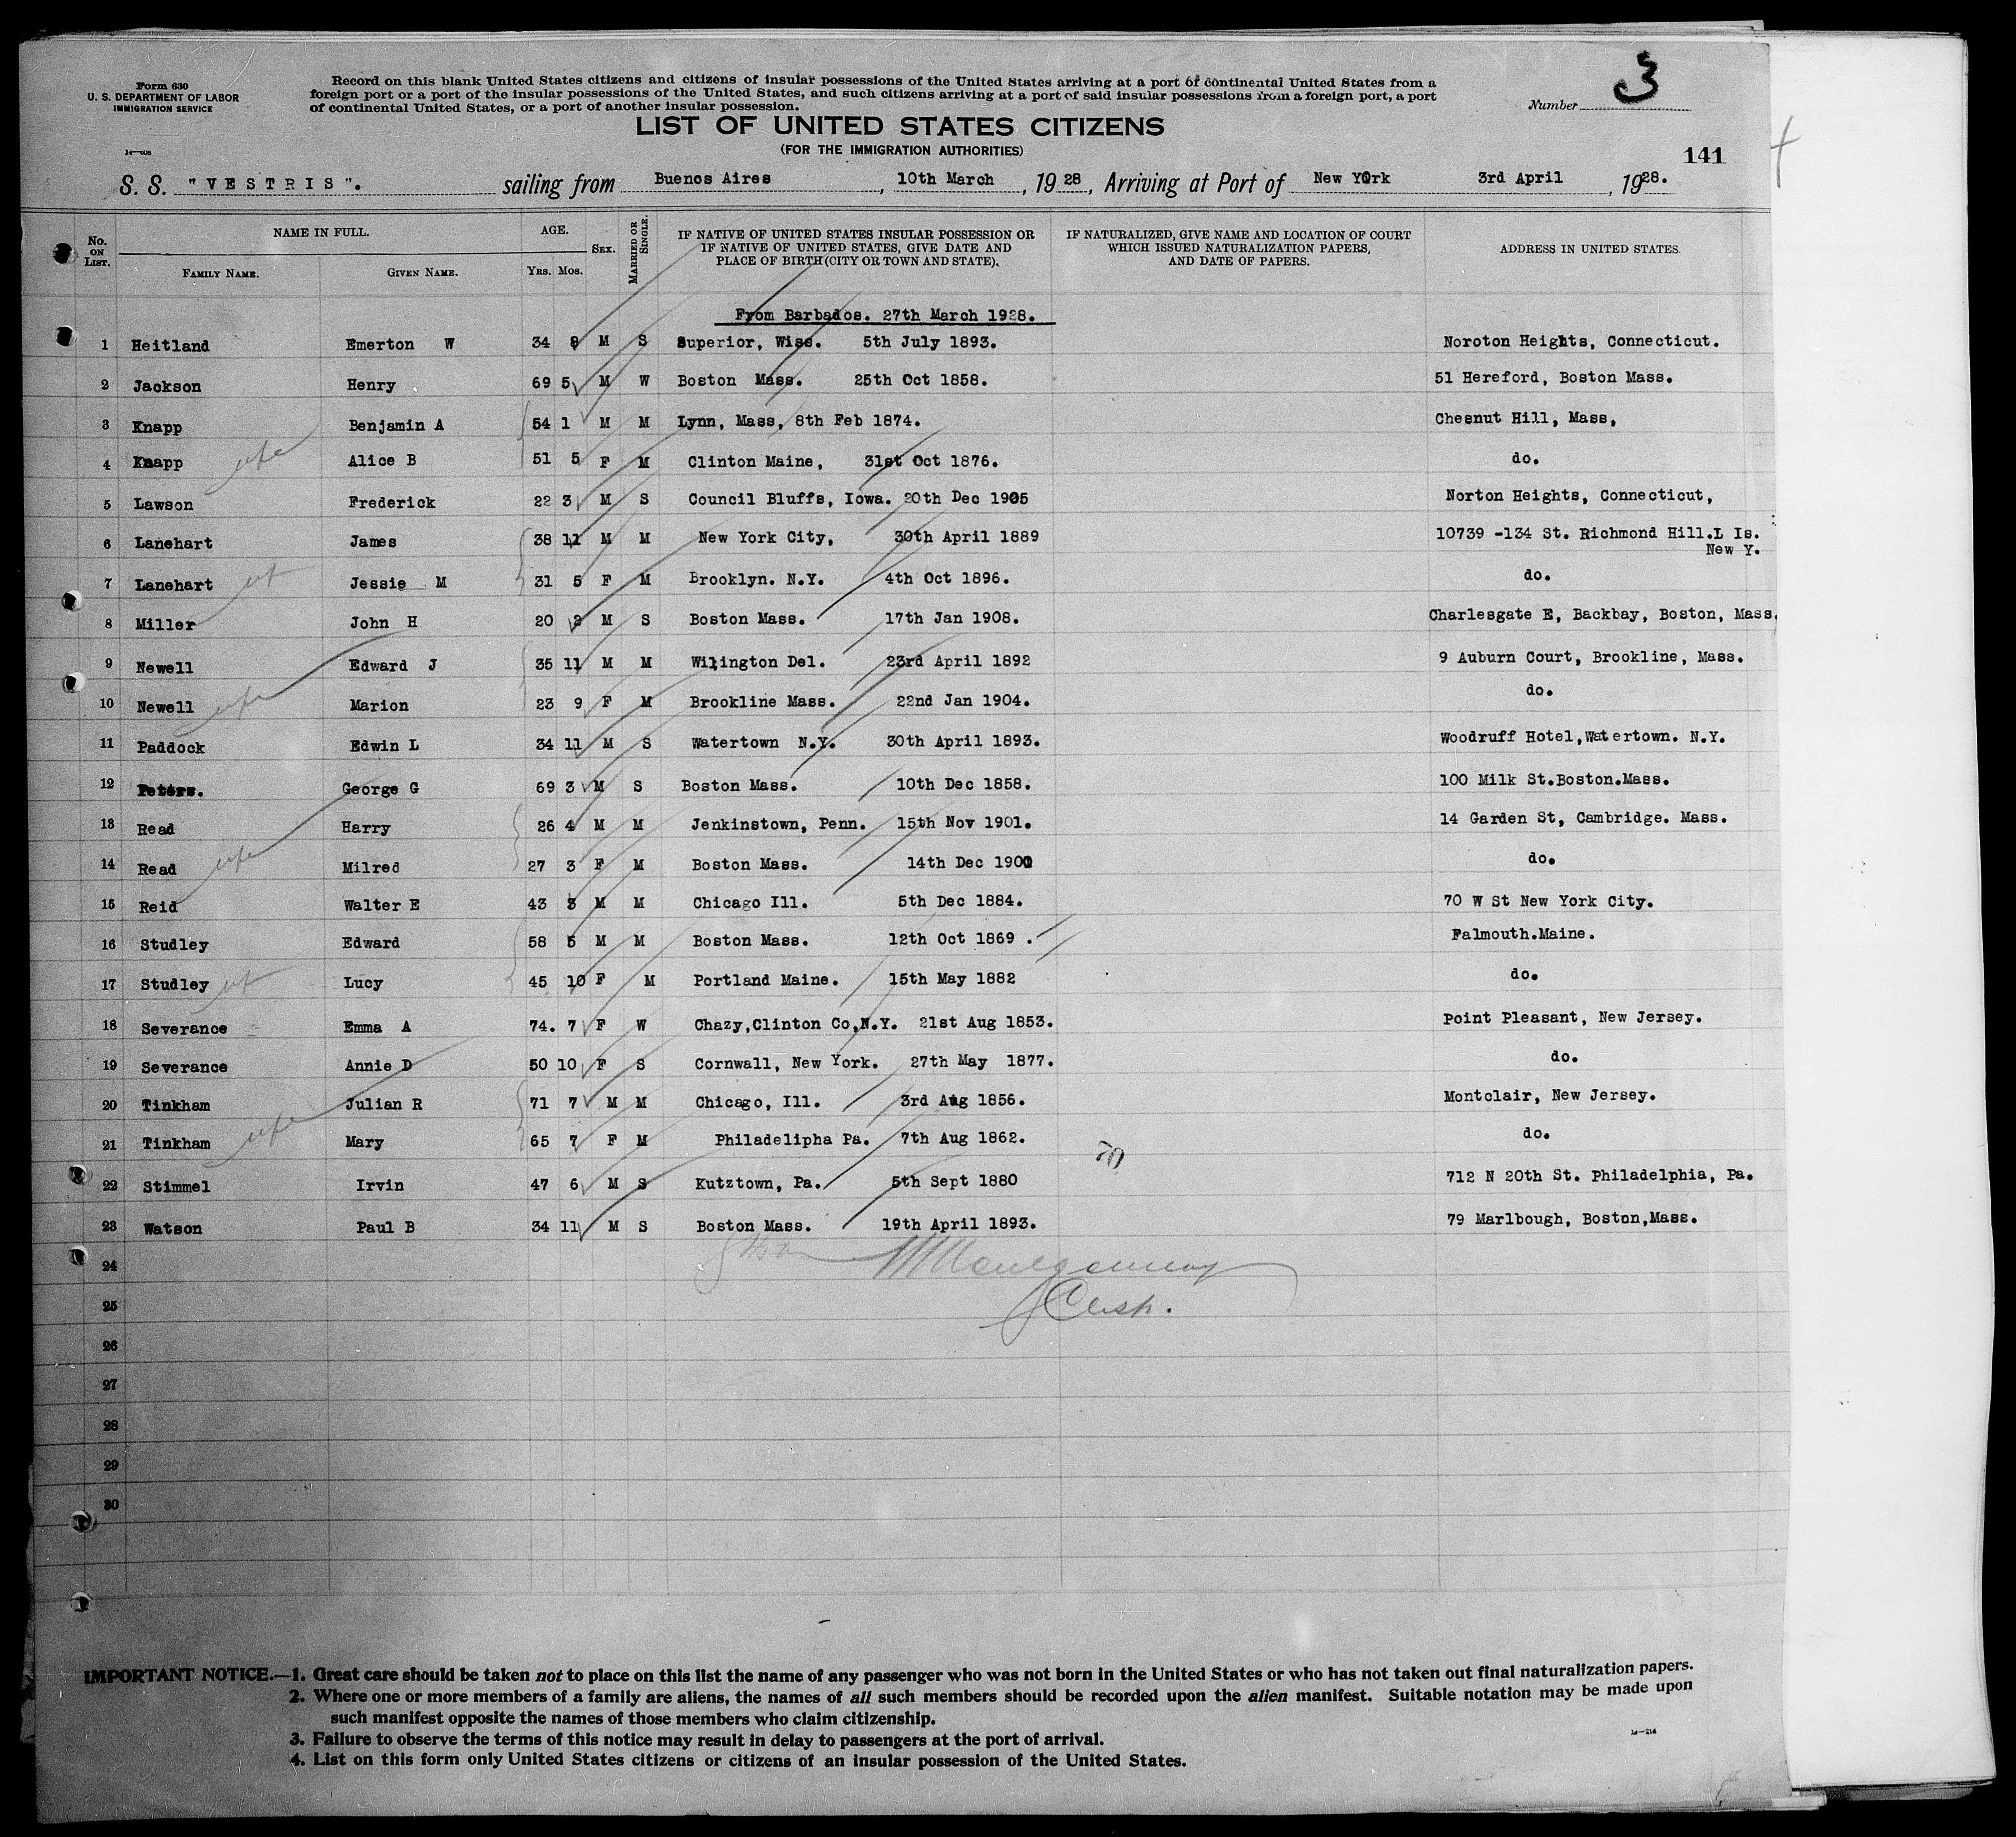 Form 630
U. S. DEPARTMENT OF LABOR
IMMIGRATION SERVICE
Record on this blank United States citizens and citizens of insular possessions of the United States arriving at a port of continental United States from a
foreign port or a port of the insular possessions of the United States, and such citizens arriving at a port of said insular possessions from a foreign port, a port
of continental United States, or a port of another insular possession.
Number 3
LIST OF UNITED STATES CITIZENS
(FOR THE IMMIGRATION AUTHORITIES)
141
S. S. "VESTRIS". sailing from Buenos Aires, 10th March, 1928, Arriving at Port of New York 3rd April, 1928.
No. ON LIST. NAME IN FULL. FAMILY NAME. GIVEN NAME. AGE. YRS. MOS. SEX. MARRIED OR SINGLE. IF NATIVE OF UNITED STATES INSULAR POSSESSION OR IF NATIVE OF UNITED STATES, GIVE DATE AND PLACE OF BIRTH (CITY OR TOWN AND STATE). IF NATURALIZED, GIVE NAME AND LOCATION OF COURT WHICH ISSUED NATURALIZATION PAPERS, AND DATE OF PAPERS. ADDRESS IN UNITED STATES.
From Barbados. 27th March 1928.
1 Heitland Emerton W 34 8 M S Superior, Wiss. 5th July 1893. Noroton Heights, Connecticut.
2 Jackson Henry 69 5 M W Boston Mass. 25th Oct 1858. 51 Hereford, Boston Mass.
3 Knapp Benjamin A 54 1 M M Lynn, Mass, 8th Feb 1874. Chesnut Hill, Mass,
4 Knapp Alice B 51 5 F M Clinton Maine, 31st Oct 1876. do.
5 Lawson Frederick 22 3 M S Council Bluffs, Iowa. 20th Dec 1905 Norton Heights, Connecticut,
6 Lanehart James 38 11 M M New York City, 30th April 1889 10739 -134 St. Richmond Hill.L Is.
New Y.
7 Lanehart Jessie M 31 5 F M Brooklyn. N.Y. 4th Oct 1896. do.
8 Miller John H 20 2 M S Boston Mass. 17th Jan 1908. Charlesgate E, Backbay, Boston, Mass.
9 Newell Edward J 35 11 M M Wilington Del. 23rd April 1892 9 Auburn Court, Brookline, Mass.
10 Newell Marion 23 9 F M Brookline Mass. 22nd Jan 1904. do.
11 Paddock Edwin L 34 11 M S Watertown N.Y. 30th April 1893. Woodruff Hotel,Watertown. N.Y.
12 Peters. George G 69 3 M S Boston Mass. 10th Dec 1858. 100 Milk St.Boston.Mass.
13 Read Harry 26 4 M M Jenkinstown, Penn. 15th Nov 1901. 14 Garden St, Cambridge. Mass.
14 Read Milred 27 3 F M Boston Mass. 14th Dec 1900 do.
15 Reid Walter E 43 3 M M Chicago Ill. 5th Dec 1884. 70 W St New York City.
16 Studley Edward 58 5 M M Boston Mass. 12th Oct 1869 . Falmouth.Maine.
17 Studley Lucy 45 10 F M Portland Maine. 15th May 1882 do.
18 Severance Emma A 74. 7 F W Chazy,Clinton Co,N.Y. 21st Aug 1853. Point Pleasant, New Jersey.
19 Severance Annie D 50 10 F S Cornwall, New York. 27th May 1877. do.
20 Tinkham Julian R 71 7 M M Chicago, Ill. 3rd Aug 1856. Montclair, New Jersey.
21 Tinkham Mary 65 7 F M Philadelipha Pa. 7th Aug 1862. do.
22 Stimmel Irvin 47 6 M S Kutztown, Pa. 5th Sept 1880 712 N 20th St. Philadelphia, Pa.
23 Watson Paul B 34 11 M S Boston Mass. 19th April 1893. 79 Marlbough, Boston,Mass.
24 Montgomery
25
26
27
28
29
30
IMPORTANT NOTICE.—1. Great care should be taken not to place on this list the name of any passenger who was not born in the United States or who has not taken out final naturalization papers.
2. Where one or more members of a family are aliens, the names of all such members should be recorded upon the alien manifest. Suitable notation may be made upon
such manifest opposite the names of those members who claim citizenship.
3. Failure to observe the terms of this notice may result in delay to passengers at the port of arrival.
4. List on this form only United States citizens or citizens of an insular possession of the United States.